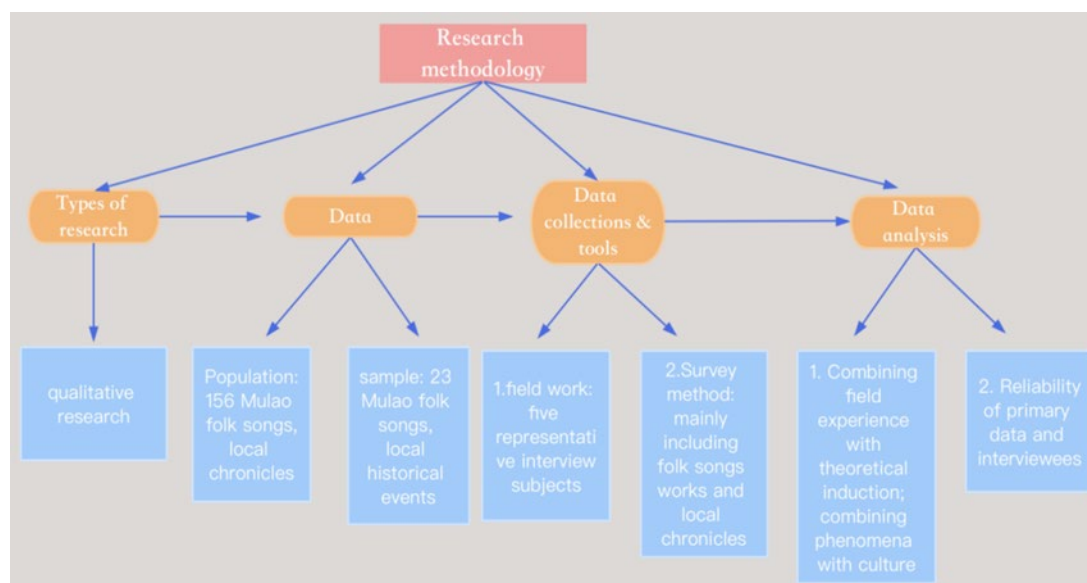 Research
methodology
Types of
research
Data
Data
collections &
tools
Data
analysis
qualitative
research
Population:
156 Mulao
folk songs,
local
chronicles
sample: 23
Mulao folk
songs,
local
historical
events
1.field work:
five
representati
ve interview
subjects
2.Survey
method:
mainly
including
folk songs
works and
local
chronicles
1. Combining
field
experience
with
theoretical
induction;
combining
phenomena
with culture
2. Reliability
of primary
data and
interviewees